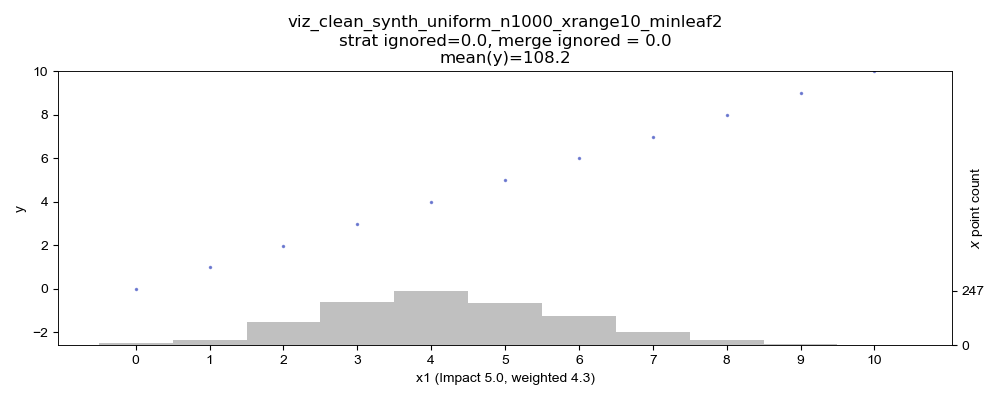 viz_clean_synth_uniform_n1000_xrange10_minleaf2
strat ignored=0.0, merge ignored = 0.0
mean(y)=108.2
10
8
6
4
2
0
−2
y
247
0
x point count
0 1 2 3 4 5 6 7 8 9 10
x1 (Impact 5.0, weighted 4.3)